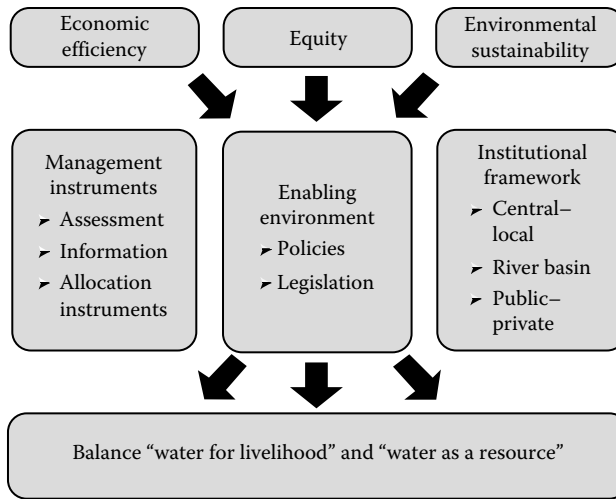 Economic
efficiency
Equity
Environmental
sustainability
Management
instruments
➢ Assessment
➢ Information
➢ Allocation
instruments
Enabling
environment
➢ Policies
➢ Legislation
Institutional
framework
➢ Central–
local
➢ River basin
➢ Public–
private
Balance “water for livelihood” and “water as a resource”